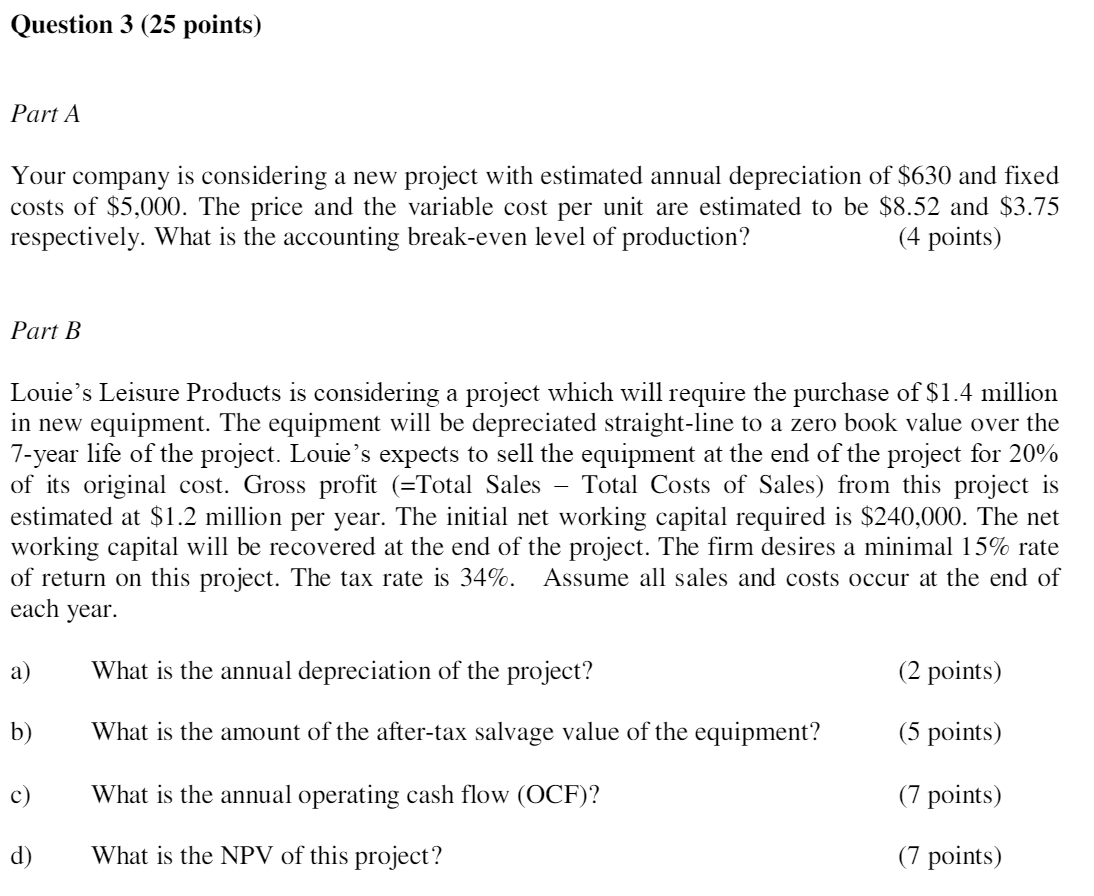 Question 3 (25 points)
Part A
Your company is considering a new project with estimated annual depreciation of $630 and fixed
costs of $5,000. The price and the variable cost per unit are estimated to be $8.52 and $3.75
respectively. What is the accounting break-even level of production? (4 points)
Part B
Louie’s Leisure Products is considering a project which will require the purchase of $1.4 million
in new equipment. The equipment will be depreciated straight-line to a zero book value over the
7-year life of the project. Louie’s expects to sell the equipment at the end of the project for 20%
of its original cost. Gross profit (=Total Sales – Total Costs of Sales) from this project is
estimated at $1.2 million per year. The initial net working capital required is $240,000. The net
working capital will be recovered at the end of the project. The firm desires a minimal 15% rate
of return on this project. The tax rate is 34%. Assume all sales and costs occur at the end of
each year.
a) What is the annual depreciation of the project? (2 points)
b) What is the amount of the after-tax salvage value of the equipment? (5 points)
c) What is the annual operating cash flow (OCF)? (7 points)
d) What is the NPV of this project? (7 points)